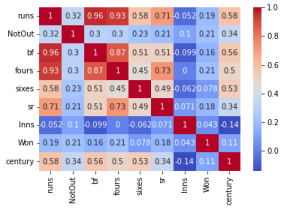 runs 1 0.32 0.96 0.93 0.58 0.71 -0.052 0.19 0.58
NotOut 0.32 1 0.3 0.3 0.23 0.21 0.1 0.21 0.34
bf 0.96 0.3 1 0.87 0.51 0.51 -0.099 0.16 0.56
fours 0.93 0.3 0.87 1 0.45 0.73 0 0.21 0.5
sixes 0.58 0.23 0.51 0.45 1 0.49 -0.062 0.078 0.53
sr 0.71 0.21 0.51 0.73 0.49 1 0.071 0.18 0.34
Inns -0.052 0.1 -0.099 0 -0.062 0.071 1 0.043 -0.14
Won 0.19 0.21 0.16 0.21 0.078 0.18 0.043 1 0.11
century 0.58 0.34 0.56 0.5 0.53 0.34 -0.14 0.11 1
runs NotOut bf fours sixes sr Inns Won century
1.0
0.8
0.6
0.4
0.2
0.0